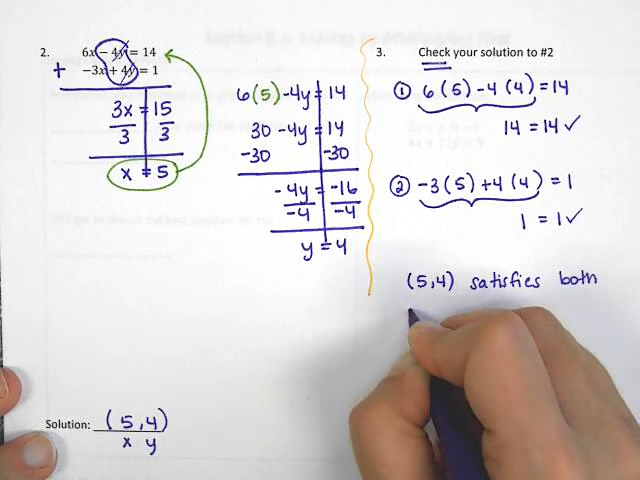 2.
6x - 4y = 14
+ -3x + 4y = 1
3x = 15
3 3
x = 5
6(5) -4y = 14
30 -4y = 14
-30 -30
-4y = -16
-4 -4
y = 4
Solution: (5,4)
x y
3. Check your solution to #2
① 6(5) -4(4) = 14
14 = 14 ✓
② -3(5) +4(4) = 1
1 = 1 ✓
(5,4) satisfies both